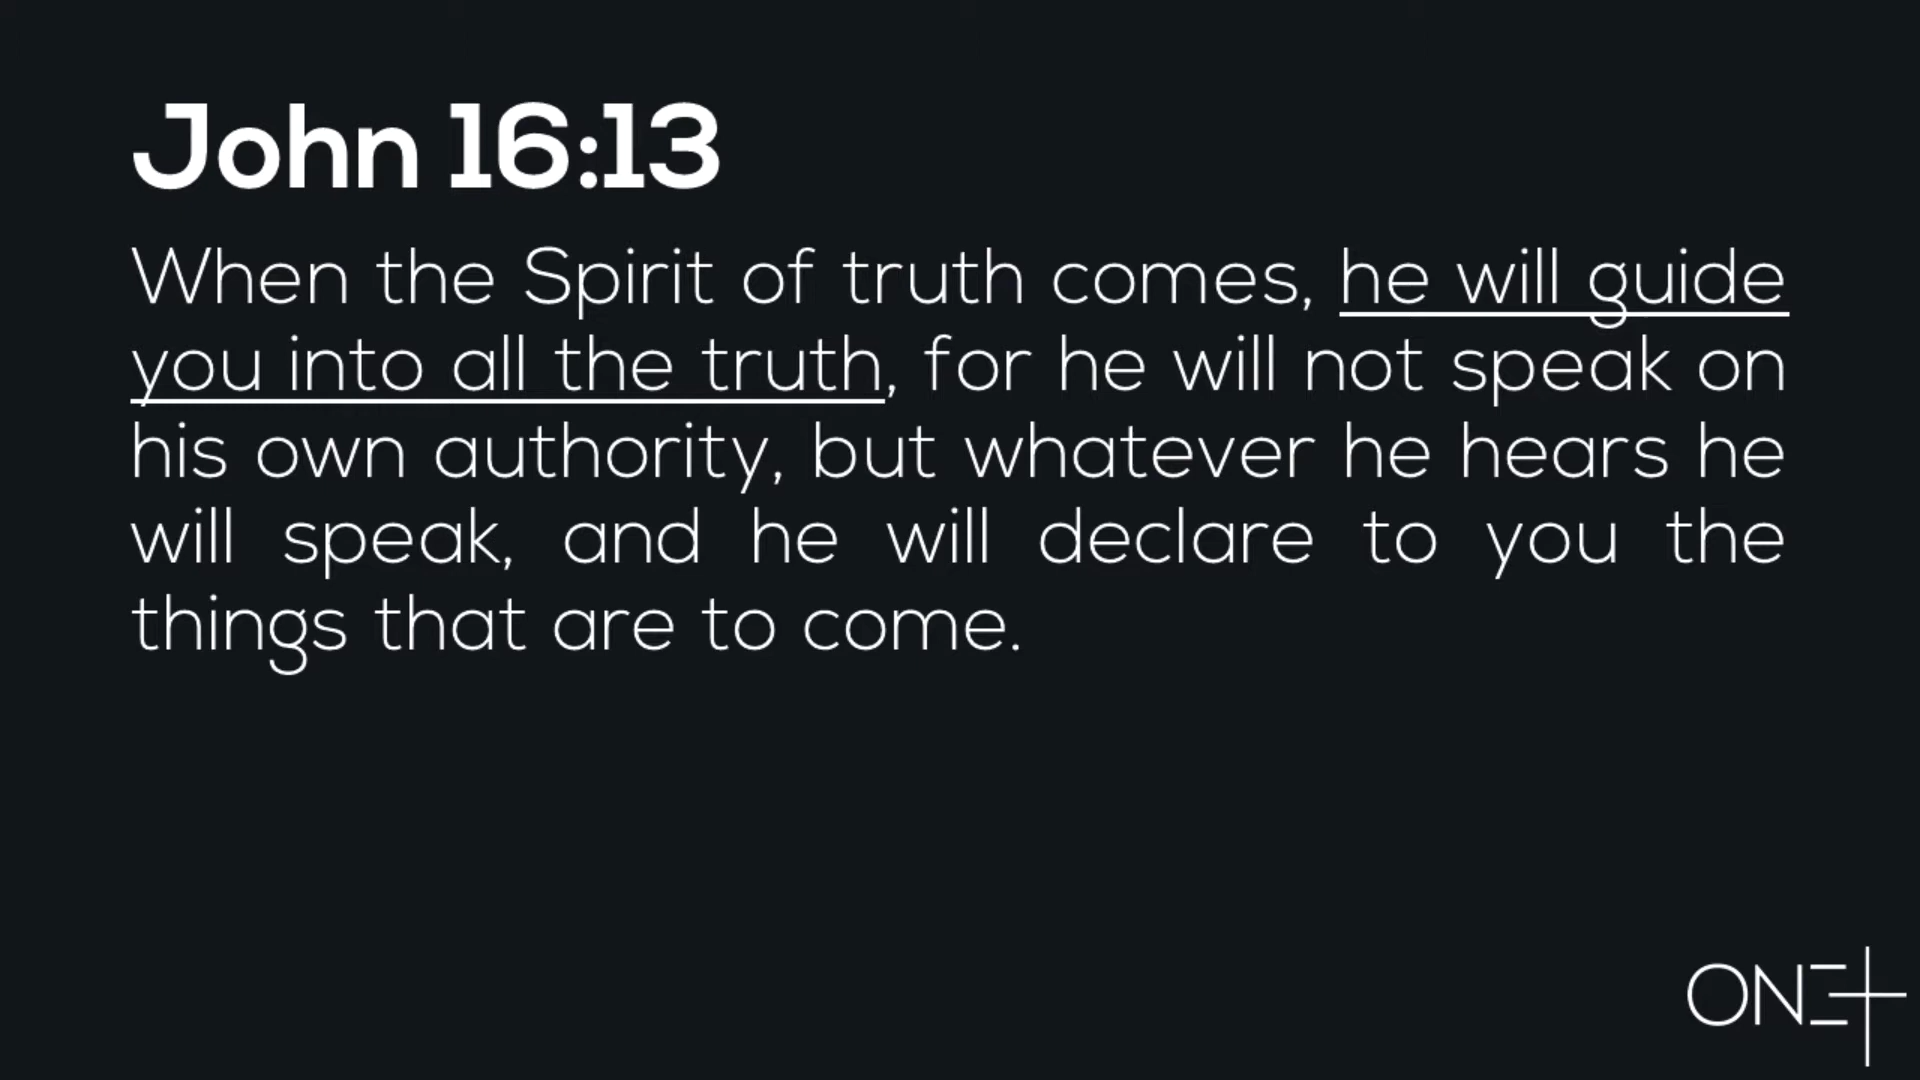 John 16:13
When the Spirit of truth comes, he will guide
you into all the truth, for he will not speak on
his own authority, but whatever he hears he
will speak, and he will declare to you the
things that are to come.
ONE